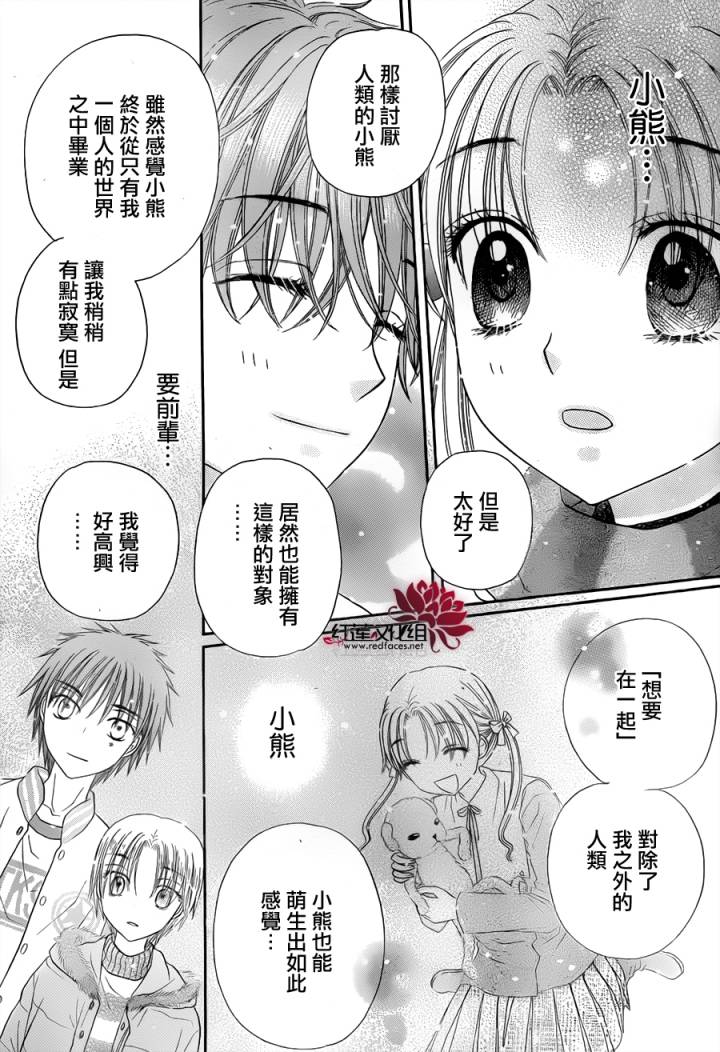 小熊…
那樣討厭
人類的小熊
雖然感覺小熊
終於從只有我
一個人的世界
之中畢業
讓我稍稍
有點寂寞 但是
要前輩…
但是
太好了
居然也能擁有
這樣的對象
……
我覺得
好高興
……
紅蓮文化组
www.redfaces.net
「想要
在一起」
對除了
我之外的
人類
小熊
小熊也能
萌生出如此
感覺…